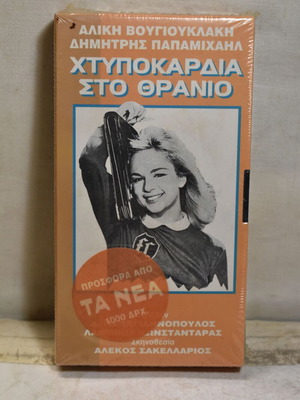 ΑΛΙΚΗ ΒΟΥΓΙΟΥΚΛΑΚΗ
ΔΗΜΗΤΡΗΣ ΠΑΠΑΜΙΧΑΗΛ
ΧΤΥΠΟΚΑΡΔΙΑ
ΣΤΟ ΘΡΑΝΙΟ
ΠΡΟΣΦΟΡΑ ΑΠΟ
ΤΑ ΝΕΑ
1000 ΔΡΧ.
Σκηνοθεσία
ΑΛΕΚΟΣ ΣΑΚΕΛΛΑΡΙΟΣ